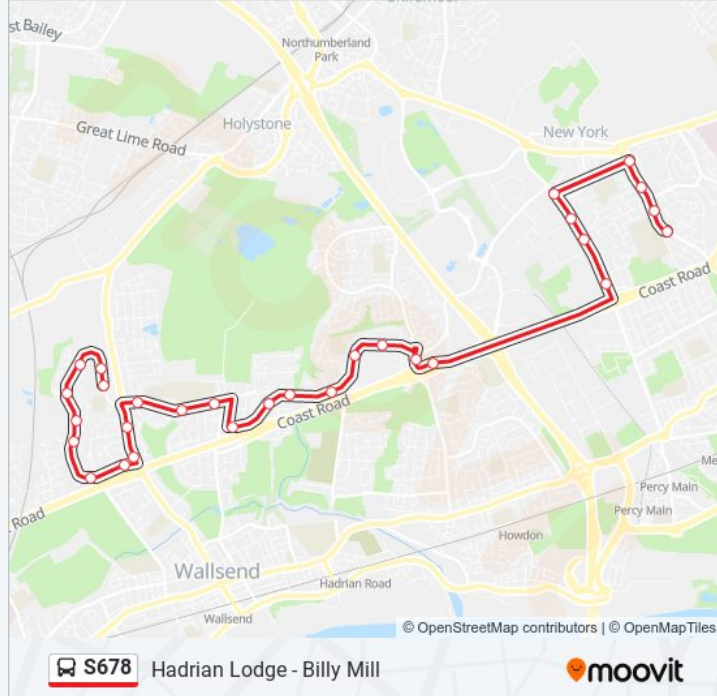 st Bailey
Northumberland
Park
Great Lime Road
Holystone
New York
Coast Road
Coast Road
Road
Me
Percy Main
Percy Main
Howdon
Wallsend
Hadrian Road
Wallsend
© OpenStreetMap contributors | © OpenMapTiles
S678 Hadrian Lodge - Billy Mill
moovit